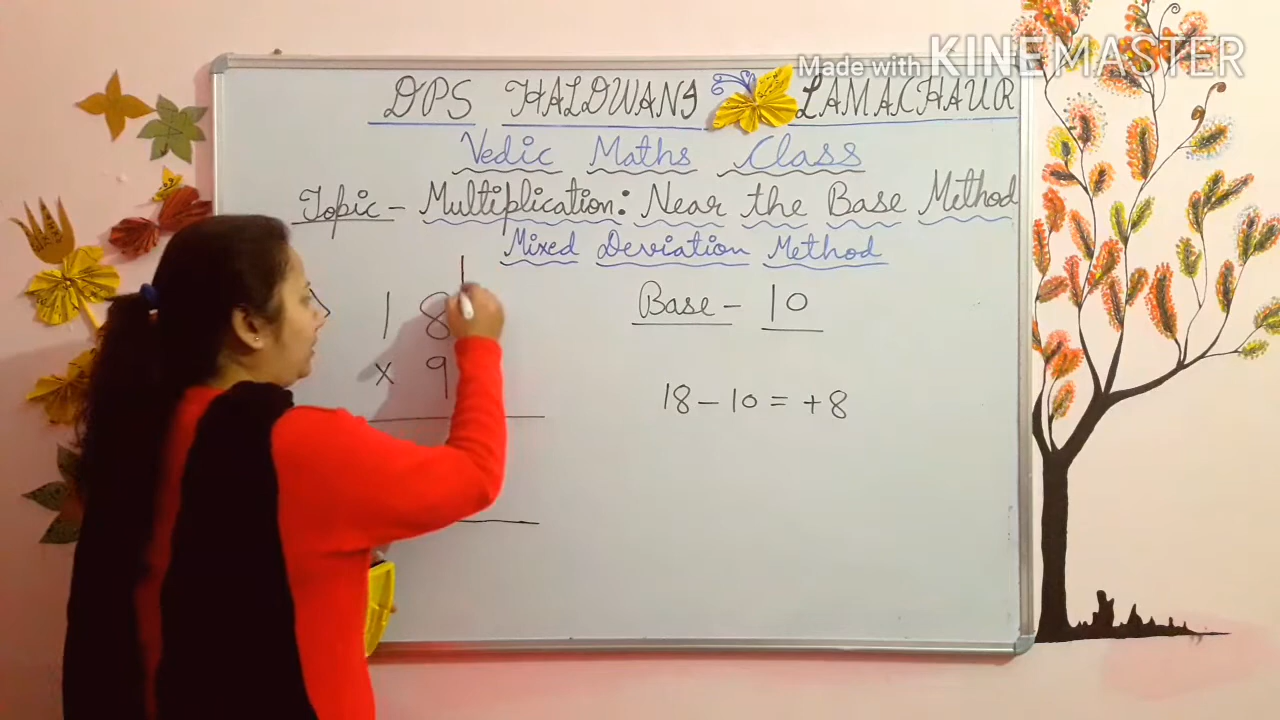 Made with KINEMASTER
DPS HALDWANI LAMACHAUR
Vedic Maths Class
Topic - Multiplication: Near the Base Method
Mixed Deviation Method
Base - 10
18
x 9
18 - 10 = +8